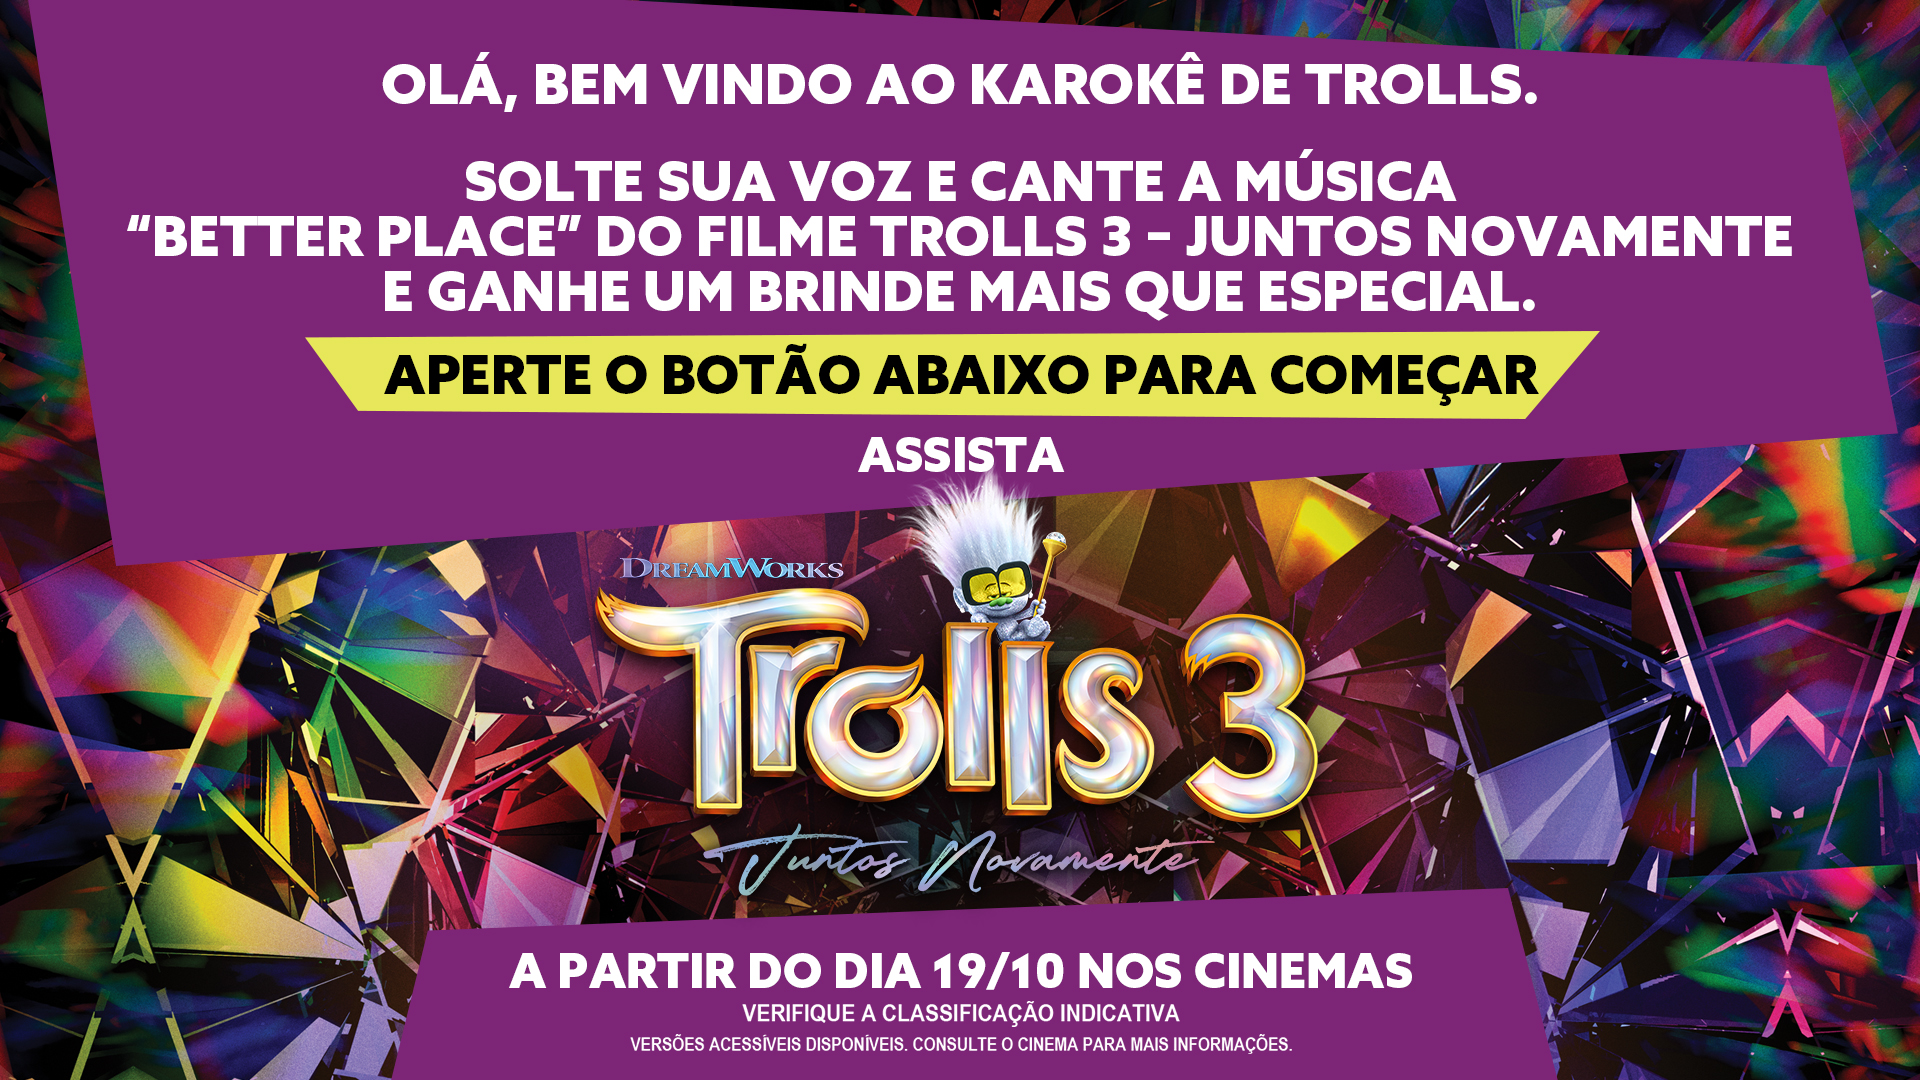 OLÁ, BEM VINDO AO KAROKÊ DE TROLLS.
SOLTE SUA VOZ E CANTE A MÚSICA
“BETTER PLACE” DO FILME TROLLS 3 – JUNTOS NOVAMENTE
E GANHE UM BRINDE MAIS QUE ESPECIAL.
APERTE O BOTÃO ABAIXO PARA COMEÇAR
ASSISTA
DREAMWORKS
Trolls 3
Juntos Novamente
A PARTIR DO DIA 19/10 NOS CINEMAS
VERIFIQUE A CLASSIFICAÇÃO INDICATIVA
VERSÕES ACESSÍVEIS DISPONÍVEIS. CONSULTE O CINEMA PARA MAIS INFORMAÇÕES.